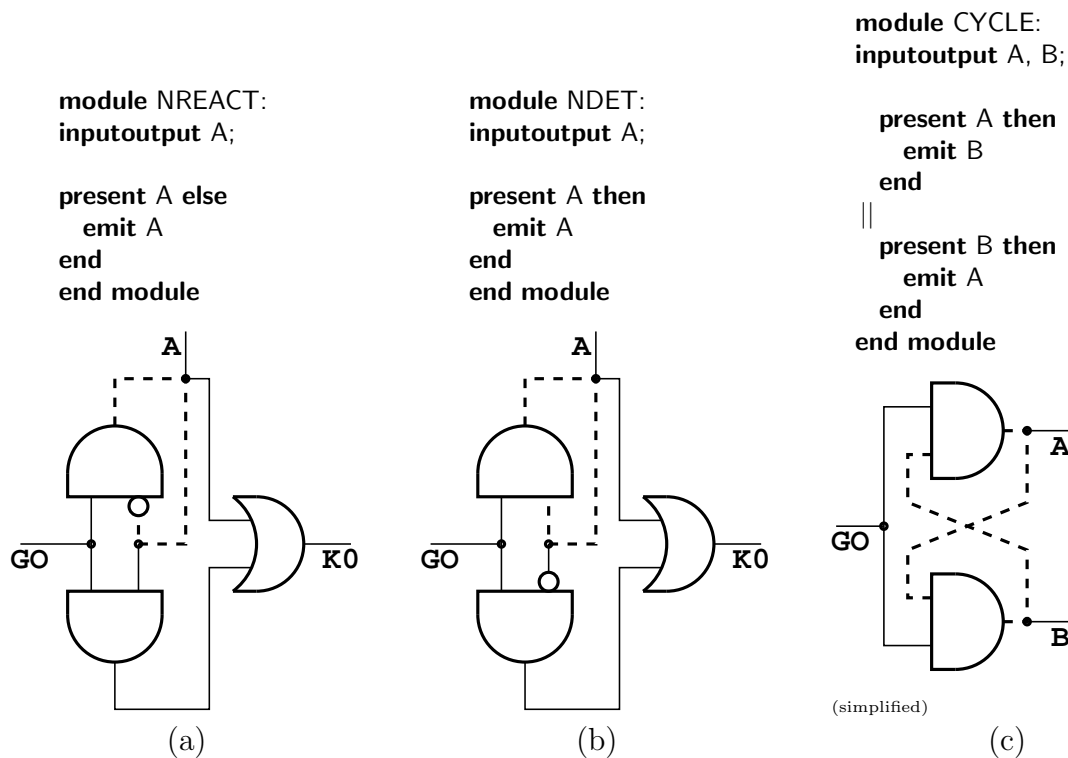 module NREACT:
inputoutput A;
present A else
emit A
end
end module
A
GO
K0
(a)
module NDET:
inputoutput A;
present A then
emit A
end
end module
A
GO
K0
(b)
module CYCLE:
inputoutput A, B;
present A then
emit B
end
||
present B then
emit A
end
end module
A
GO
B
(simplified)
(c)